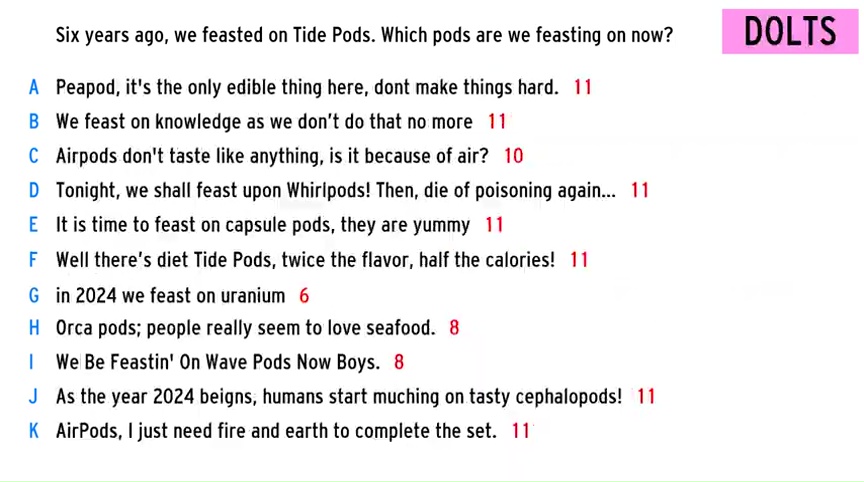 Six years ago, we feasted on Tide Pods. Which pods are we feasting on now?
DOLTS
A Peapod, it's the only edible thing here, dont make things hard. 11
B We feast on knowledge as we don't do that no more 11
C Airpods don't taste like anything, is it because of air? 10
D Tonight, we shall feast upon Whirlpods! Then, die of poisoning again... 11
E It is time to feast on capsule pods, they are yummy 11
F Well there's diet Tide Pods, twice the flavor, half the calories! 11
G in 2024 we feast on uranium 6
H Orca pods; people really seem to love seafood. 8
I We Be Feastin' On Wave Pods Now Boys. 8
J As the year 2024 beigns, humans start muching on tasty cephalopods! 11
K AirPods, I just need fire and earth to complete the set. 11